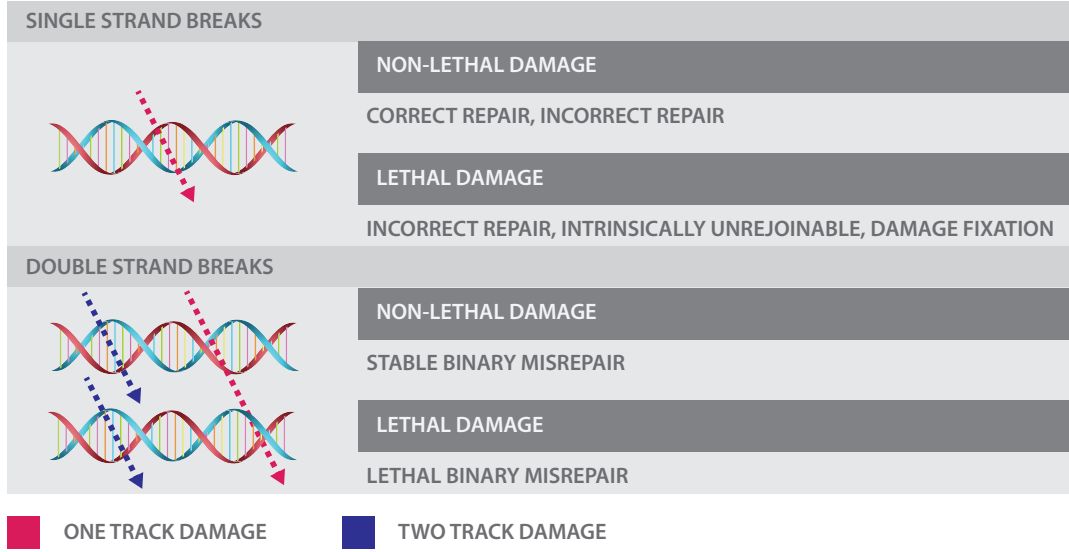 SINGLE STRAND BREAKS
NON-LETHAL DAMAGE
CORRECT REPAIR, INCORRECT REPAIR
LETHAL DAMAGE
INCORRECT REPAIR, INTRINSICALLY UNREJOINABLE, DAMAGE FIXATION
DOUBLE STRAND BREAKS
NON-LETHAL DAMAGE
STABLE BINARY MISREPAIR
LETHAL DAMAGE
LETHAL BINARY MISREPAIR
ONE TRACK DAMAGE
TWO TRACK DAMAGE